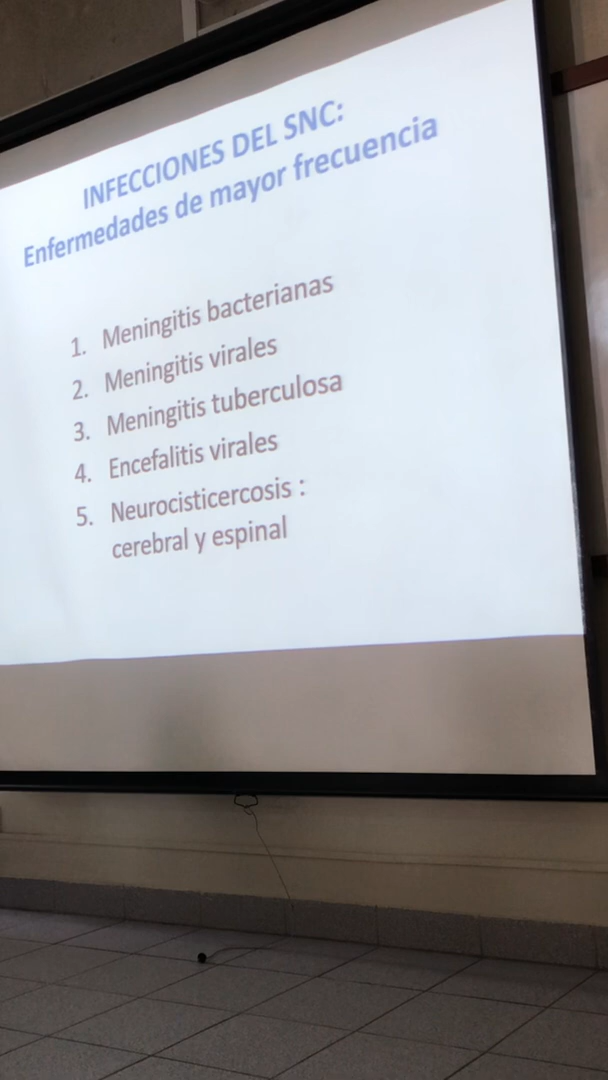 INFECCIONES DEL SNC:
Enfermedades de mayor frecuencia
1. Meningitis bacterianas
2. Meningitis virales
3. Meningitis tuberculosa
4. Encefalitis virales
5. Neurocisticercosis :
cerebral y espinal